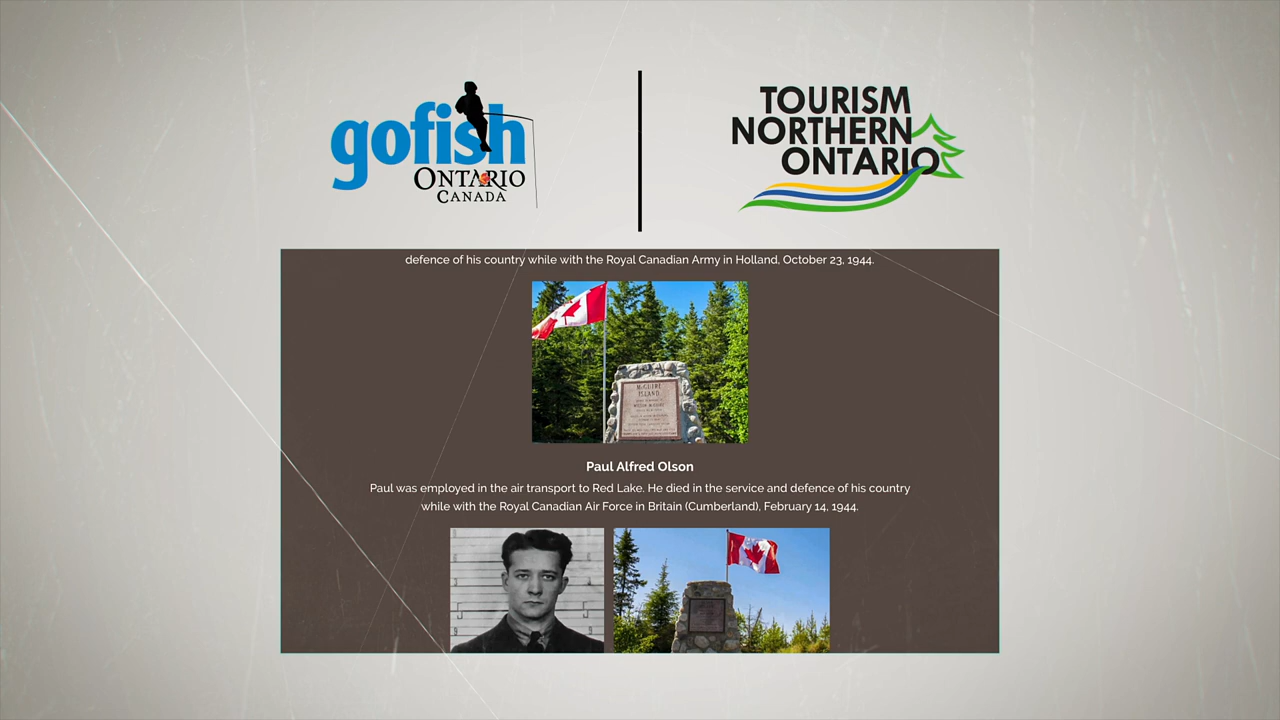 gofish
ONTARIO
CANADA
TOURISM
NORTHERN
ONTARIO
defence of his country while with the Royal Canadian Army in Holland, October 23, 1944.
MCGUIRE
ISLAND
Paul Alfred Olson
Paul was employed in the air transport to Red Lake. He died in the service and defence of his country
while with the Royal Canadian Air Force in Britain (Cumberland), February 14, 1944.